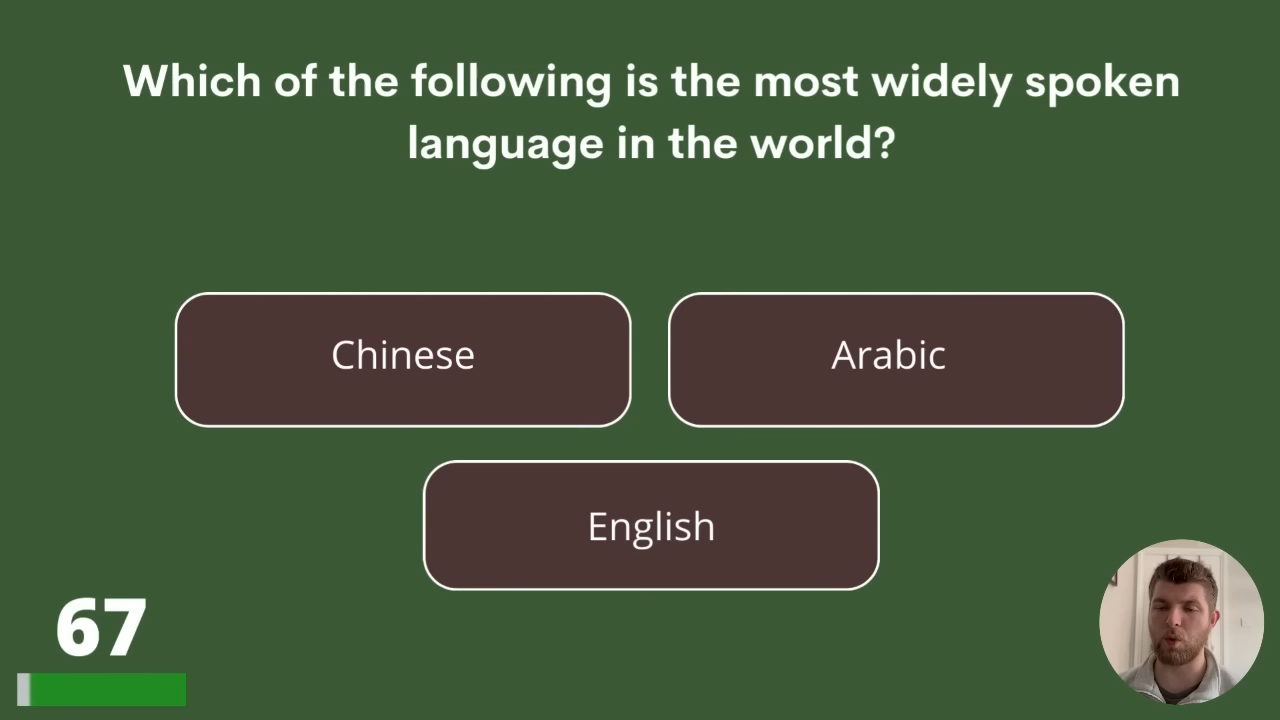 Which of the following is the most widely spoken
language in the world?
Chinese
Arabic
English
67